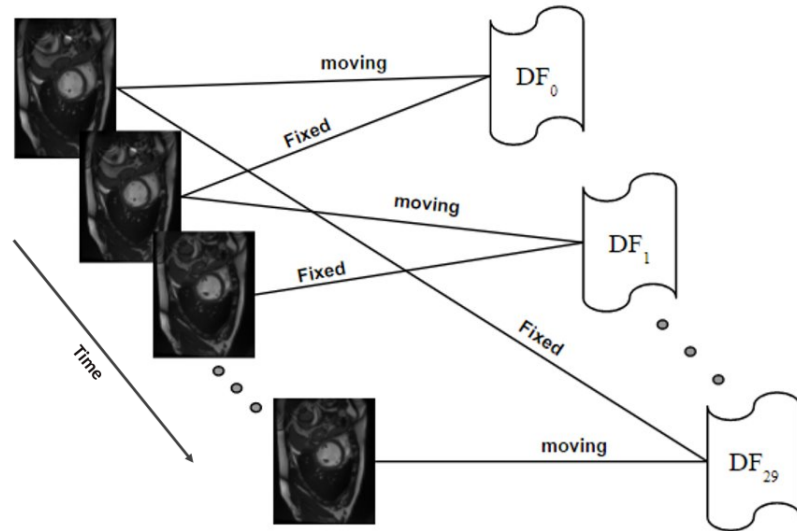 moving
DF₀
Fixed
moving
DF₁
Fixed
Time
Fixed
moving
DF₂₉